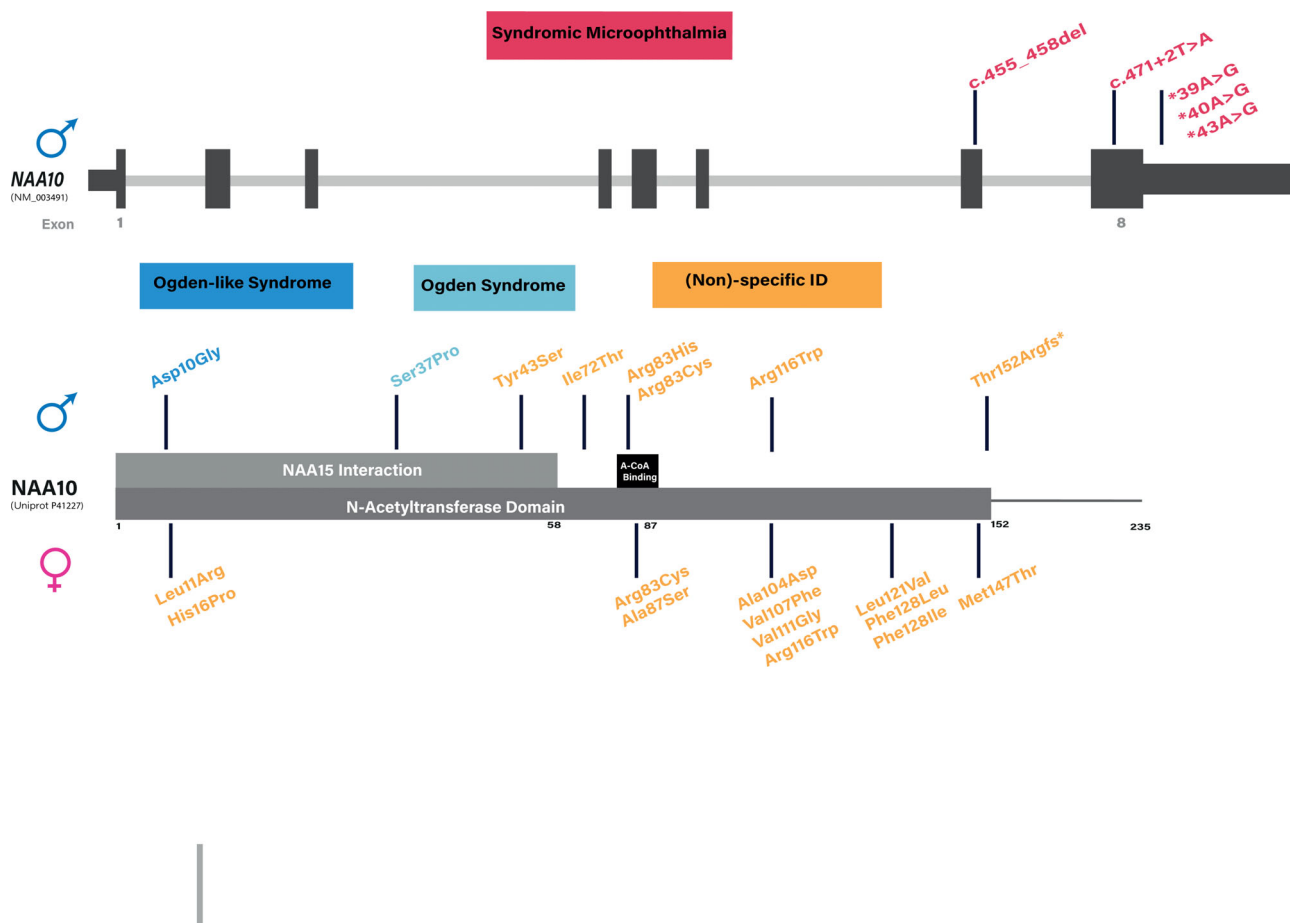 Syndromic Microophthalmia
c.455_458del
c.471+2T>A
*39A>G
*40A>G
*43A>G
NAA10
(NM_003491)
Exon
1
8
Ogden-like Syndrome
Ogden Syndrome
(Non)-specific ID
Asp10Gly
Ser37Pro
Tyr43Ser
Ile72Thr
Arg83His
Arg83Cys
Arg116Trp
Thr152Argfs*
NAA15 Interaction
A-CoA
Binding
NAA10
(Uniprot P41227)
N-Acetyltransferase Domain
1
58
87
152
235
Leu11Arg
His16Pro
Arg83Cys
Ala87Ser
Ala104Asp
Val107Phe
Val111Gly
Arg116Trp
Leu121Val
Phe128Leu
Phe128Ile
Met147Thr